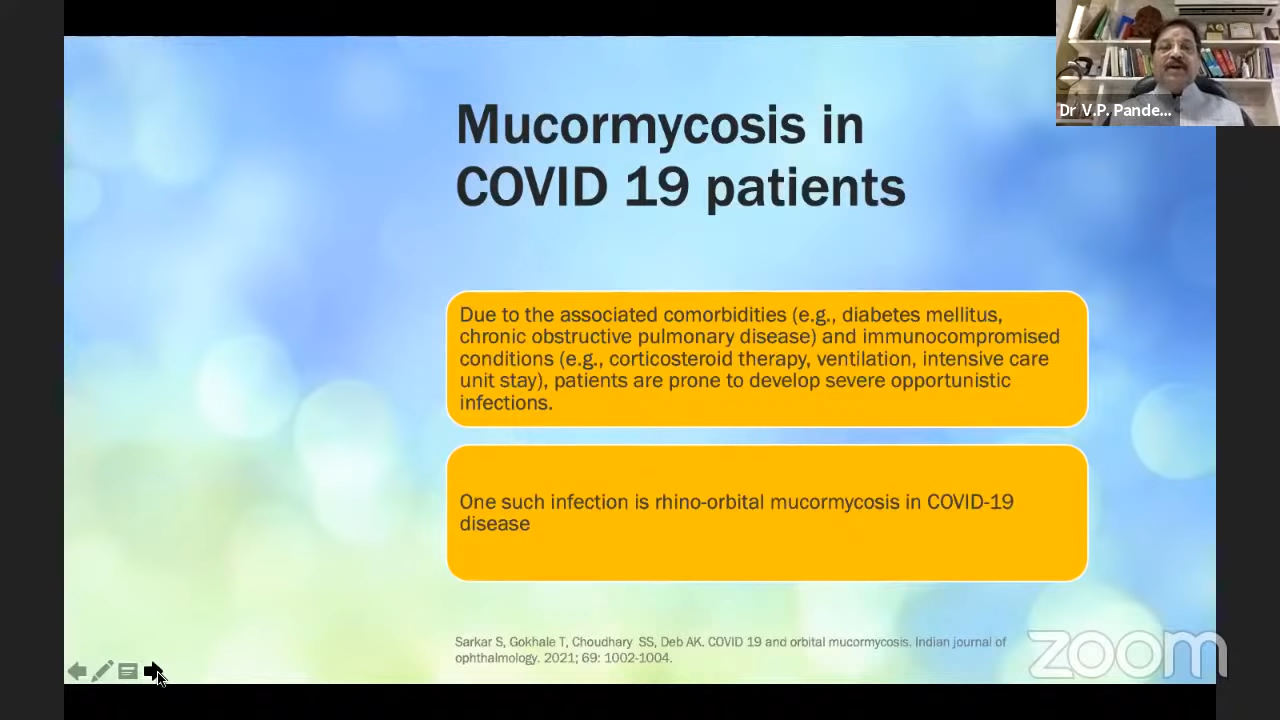 Dr V.P. Pande...
Mucormycosis in
COVID 19 patients
Due to the associated comorbidities (e.g., diabetes mellitus,
chronic obstructive pulmonary disease) and immunocompromised
conditions (e.g., corticosteroid therapy, ventilation, intensive care
unit stay), patients are prone to develop severe opportunistic
infections.
One such infection is rhino-orbital mucormycosis in COVID-19
disease
Sarkar S, Gokhale T, Choudhary SS, Deb AK. COVID 19 and orbital mucormycosis. Indian journal of
ophthalmology. 2021; 69: 1002-1004.
zoom